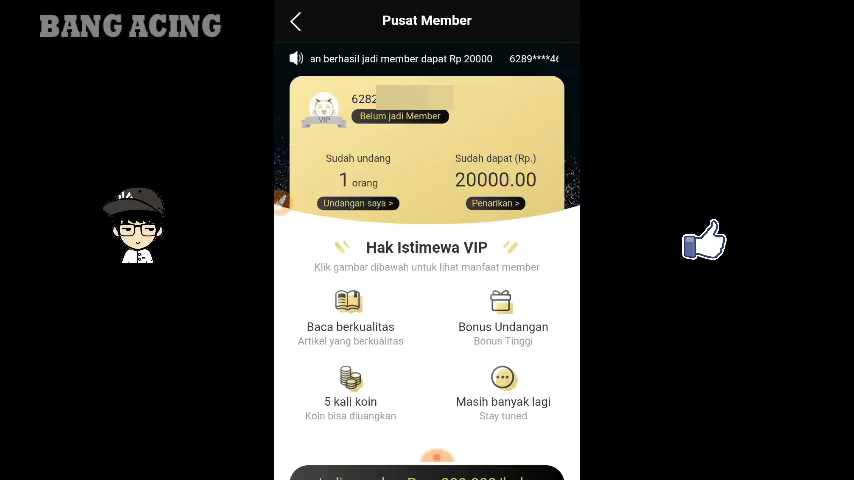 BANG ACING
Pusat Member
an berhasil jadi member dapat Rp 20000 6289****46
6282
VIP
Belum jadi Member
Sudah undang Sudah dapat (Rp.)
1 orang 20000.00
Undangan saya > Penarikan >
Hak Istimewa VIP
Klik gambar dibawah untuk lihat manfaat member
Baca berkualitas Bonus Undangan
Artikel yang berkualitas Bonus Tinggi
5 kali koin Masih banyak lagi
Koin bisa diuangkan Stay tuned